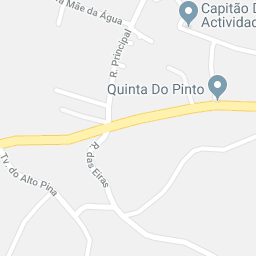 Mãe da Água
Capitão
Actividad
R. Principal
Quinta Do Pinto
R. das Eiras
Tv. do Alto Pina